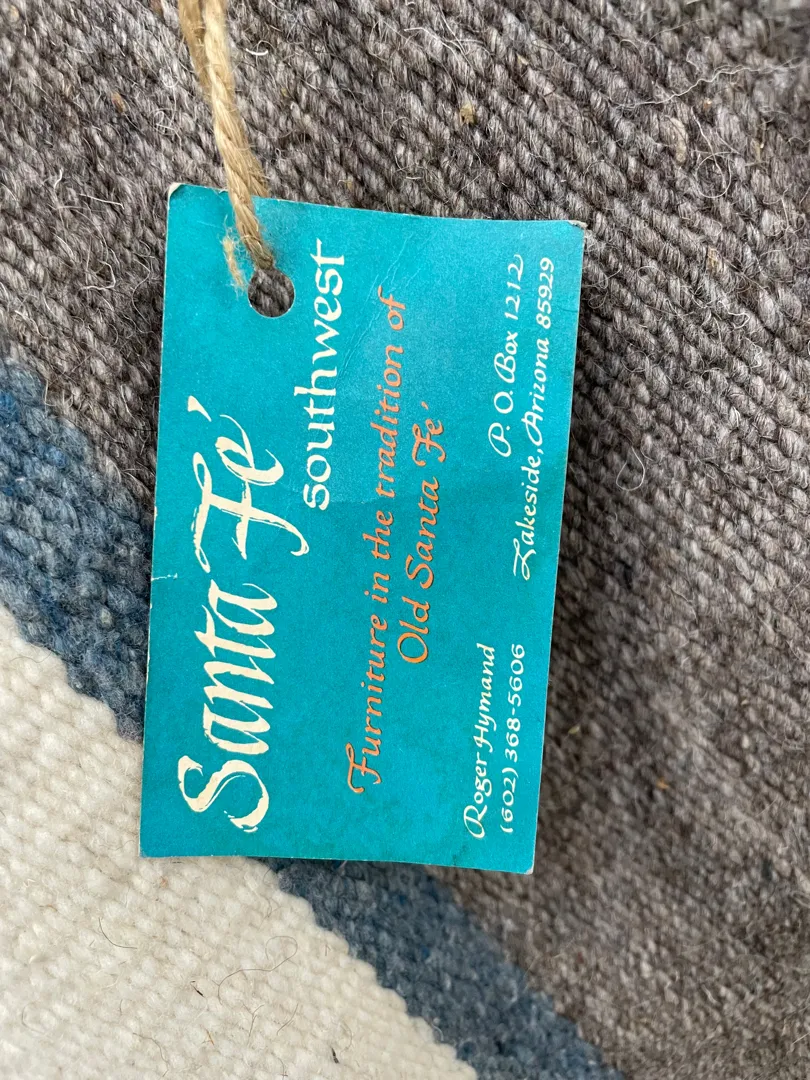 Santa Fe´
southwest
Furniture in the tradition of
Old Santa Fe´
Roger Hymand
(602) 368-5606
P. O. Box 1212
Lakeside, Arizona 85929